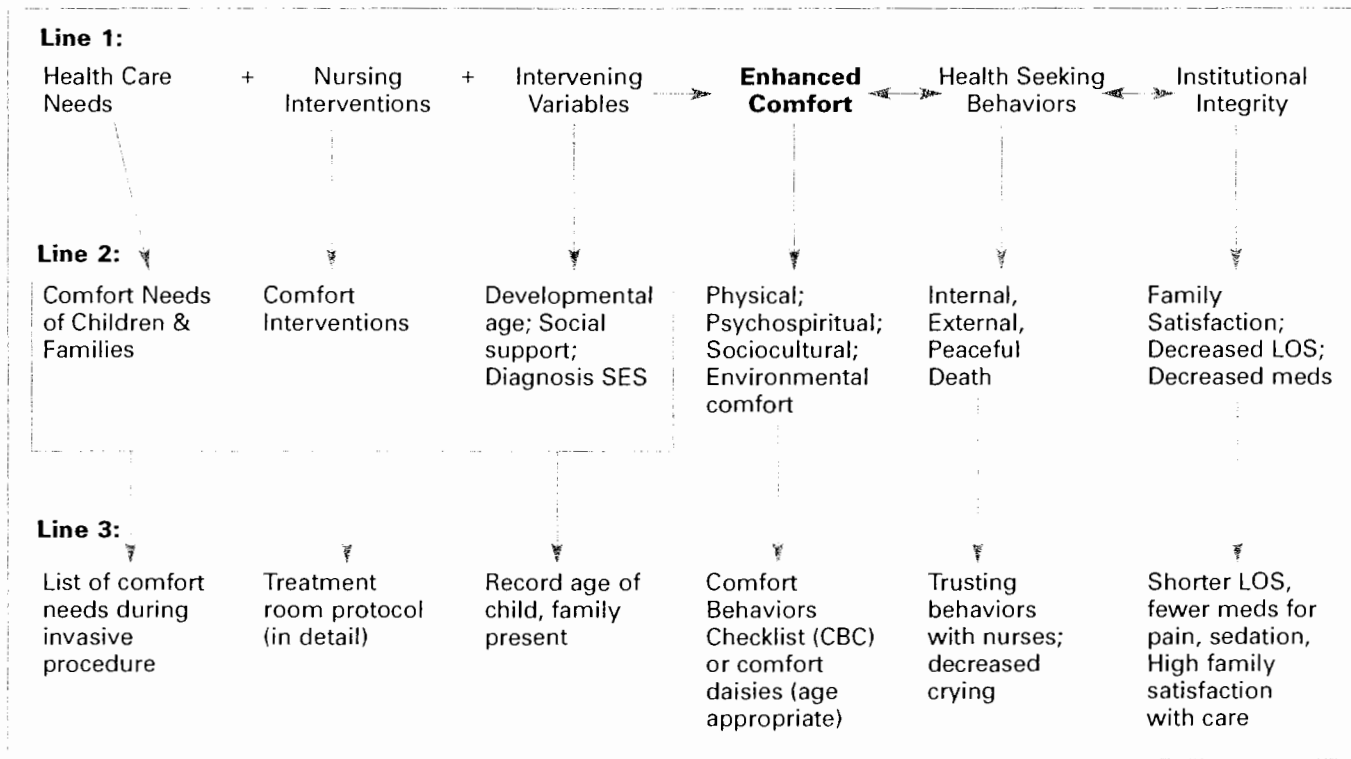 Line 1:
Health Care Needs
+
Nursing Interventions
+
Intervening Variables
Enhanced Comfort
Health Seeking Behaviors
Institutional Integrity
Line 2:
Comfort Needs
of Children &
Families
Comfort
Interventions
Developmental
age; Social
support;
Diagnosis SES
Physical;
Psychospiritual;
Sociocultural;
Environmental
comfort
Internal,
External,
Peaceful
Death
Family
Satisfaction;
Decreased LOS;
Decreased meds
Line 3:
List of comfort
needs during
invasive
procedure
Treatment
room protocol
(in detail)
Record age of
child, family
present
Comfort
Behaviors
Checklist (CBC)
or comfort
daisies (age
appropriate)
Trusting
behaviors
with nurses;
decreased
crying
Shorter LOS,
fewer meds for
pain, sedation,
High family
satisfaction
with care